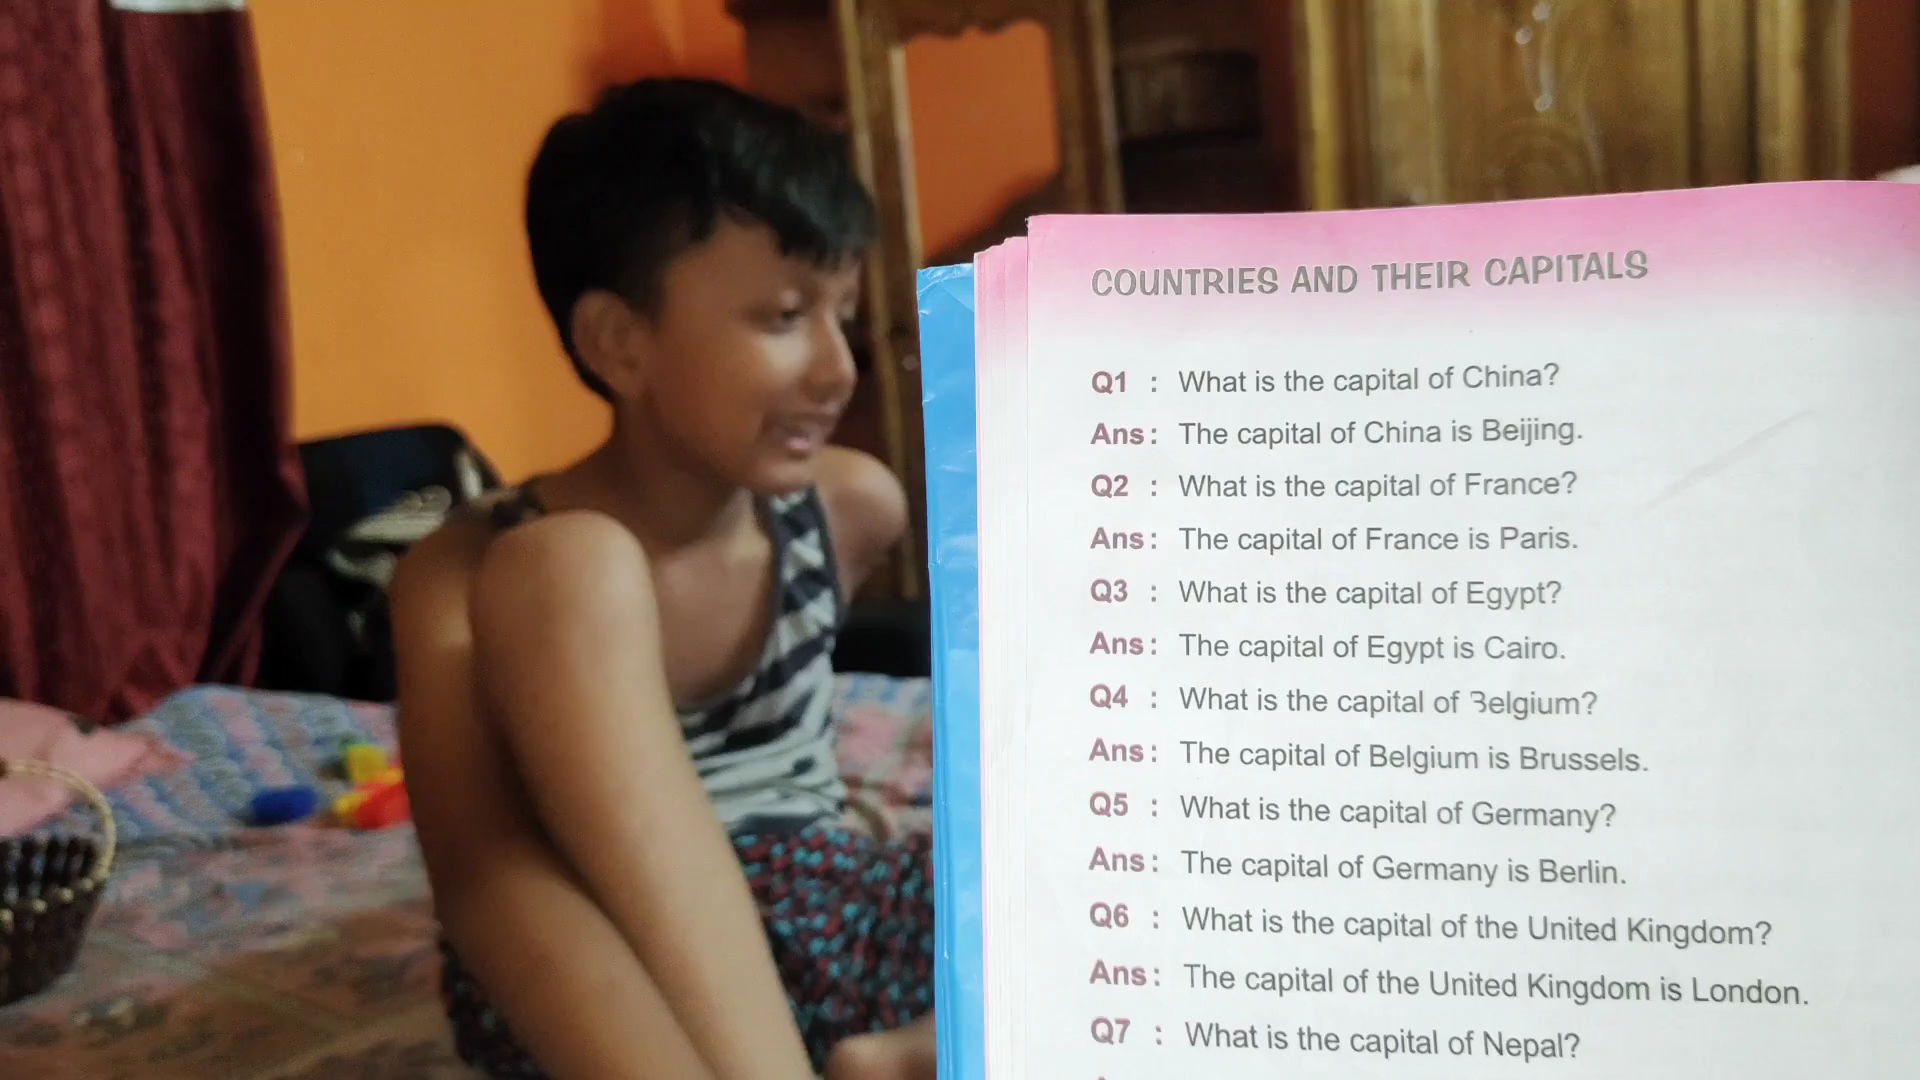 COUNTRIES AND THEIR CAPITALS
Q1 : What is the capital of China?
Ans: The capital of China is Beijing.
Q2 : What is the capital of France?
Ans: The capital of France is Paris.
Q3 : What is the capital of Egypt?
Ans: The capital of Egypt is Cairo.
Q4 : What is the capital of Belgium?
Ans: The capital of Belgium is Brussels.
Q5 : What is the capital of Germany?
Ans: The capital of Germany is Berlin.
Q6 : What is the capital of the United Kingdom?
Ans: The capital of the United Kingdom is London.
Q7 : What is the capital of Nepal?